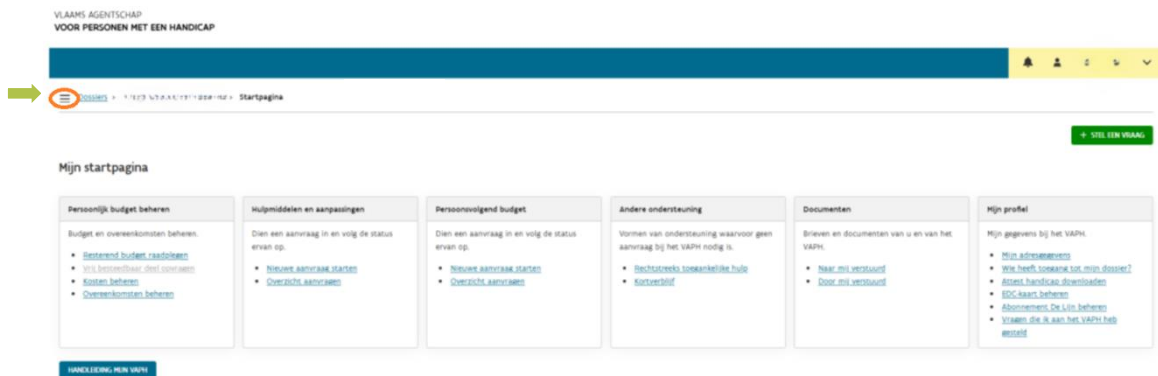 VLAAMS AGENTSCHAP
VOOR PERSONEN MET EEN HANDICAP
Dossiers > Startpagina
+ STEL EEN VRAAG
Mijn startpagina
Persoonlijk budget beheren
Budget en overeenkomsten beheren.
Resterend budget raadplegen
Vrij besteedbaar deel opvragen
Kosten beheren
Overeenkomsten beheren
Hulpmiddelen en aanpassingen
Dien een aanvraag in en volg de status
ervan op.
Nieuwe aanvraag starten
Overzicht aanvragen
Persoonsvolgend budget
Dien een aanvraag in en volg de status
ervan op.
Nieuwe aanvraag starten
Overzicht aanvragen
Andere ondersteuning
Vormen van ondersteuning waarvoor geen
aanvraag bij het VAPH nodig is.
Rechtstreeks toegankelijke hulp
Kortverblijf
Documenten
Brieven en documenten van u en van het
VAPH.
Naar mij verstuurd
Door mij verstuurd
Mijn profiel
Mijn gegevens bij het VAPH.
Mijn adresgegevens
Wie heeft toegang tot mijn dossier?
Attest handicap downloaden
EDC-kaart beheren
Abonnement De Lijn beheren
Vragen die ik aan het VAPH heb
gesteld
HANDLEIDING MIJN VAPH